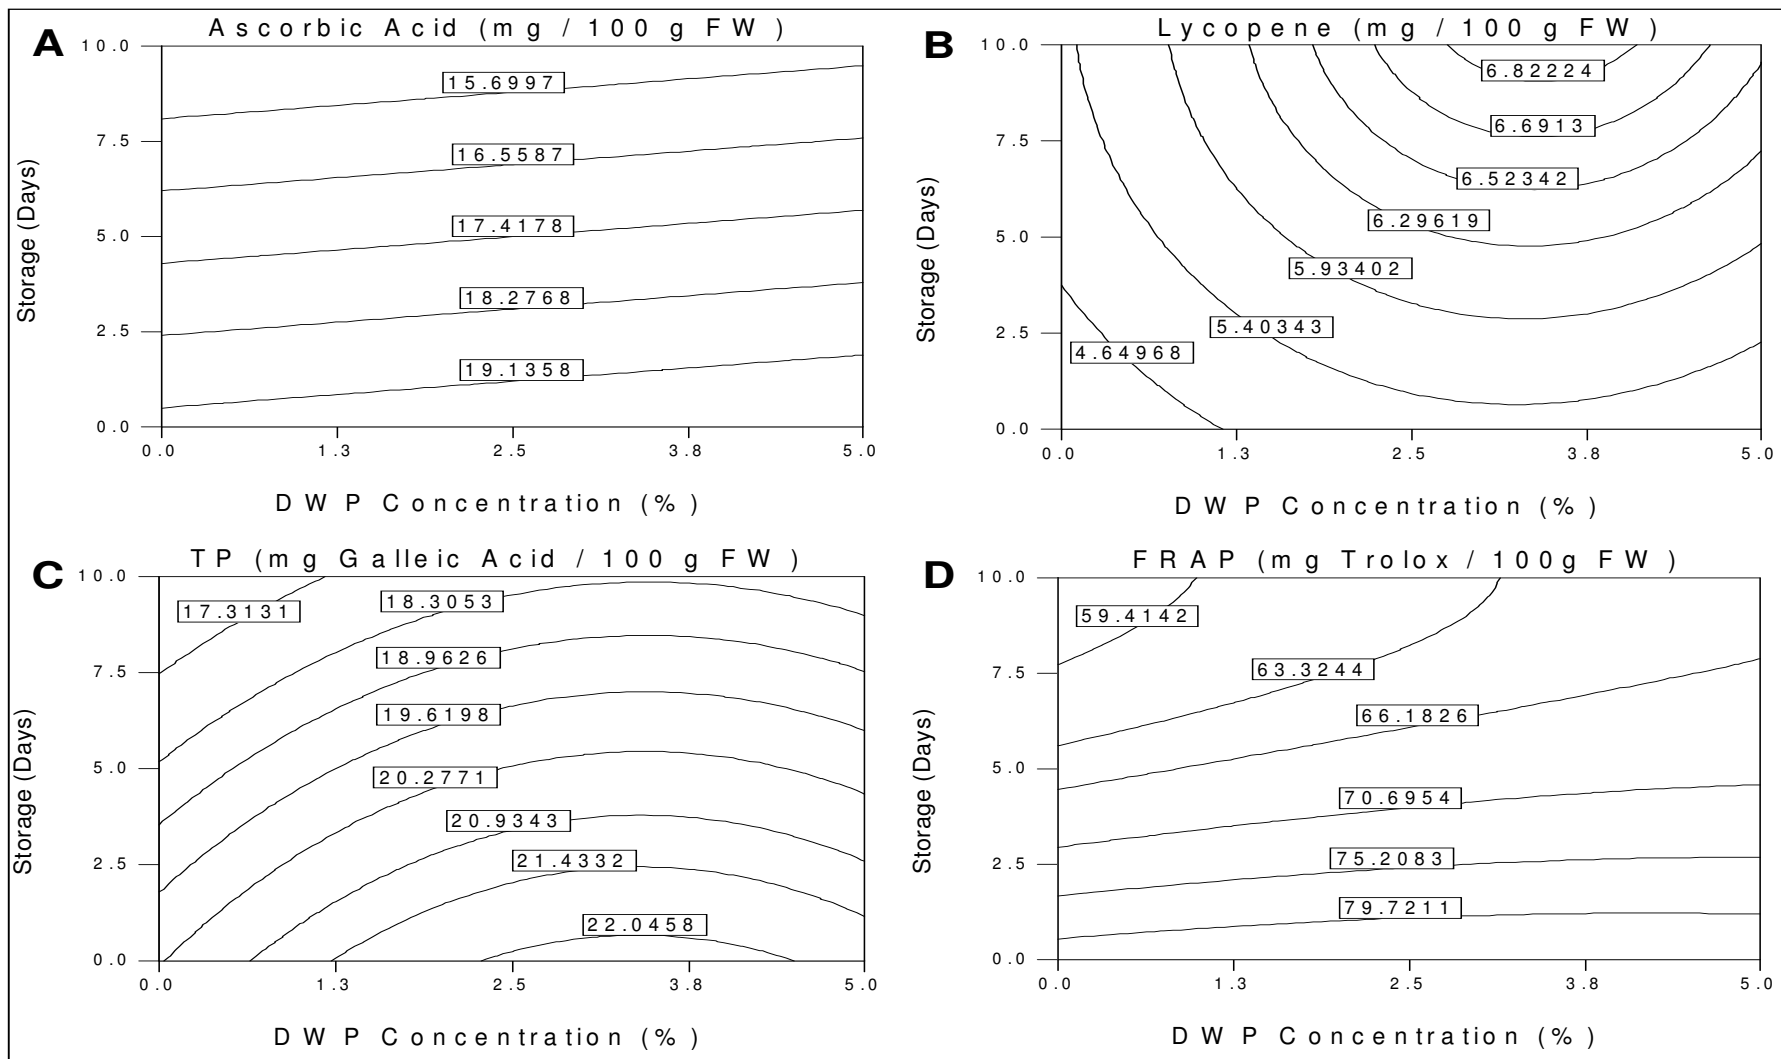 A
Ascorbic Acid (mg / 100 g FW )
10.0
7.5
5.0
2.5
0.0
Storage (Days)
15.6997
16.5587
17.4178
18.2768
19.1358
0.0 1.3 2.5 3.8 5.0
DWP Concentration (% )
B
Lycopene (mg / 100 g FW )
10.0
7.5
5.0
2.5
0.0
Storage (Days)
6.82224
6.6913
6.52342
6.29619
5.93402
5.40343
4.64968
0.0 1.3 2.5 3.8 5.0
DWP Concentration (% )
C
TP (mg Galleic Acid / 100 g FW )
10.0
7.5
5.0
2.5
0.0
Storage (Days)
17.3131
18.3053
18.9626
19.6198
20.2771
20.9343
21.4332
22.0458
0.0 1.3 2.5 3.8 5.0
DWP Concentration (% )
D
FRAP (mg Trolox / 100g FW )
10.0
7.5
5.0
2.5
0.0
Storage (Days)
59.4142
63.3244
66.1826
70.6954
75.2083
79.7211
0.0 1.3 2.5 3.8 5.0
DWP Concentration (% )